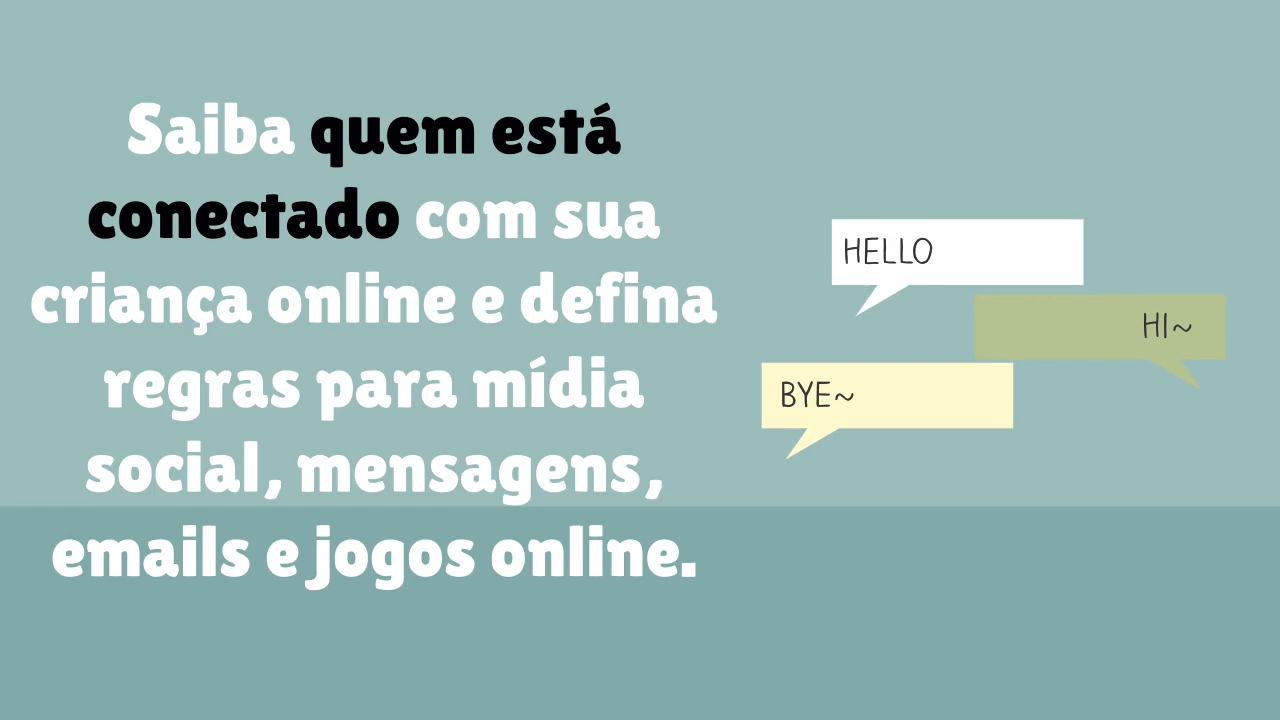 Saiba quem está
conectado com sua
criança online e defina
regras para mídia
social, mensagens,
emails e jogos online.
HELLO
HI~
BYE~